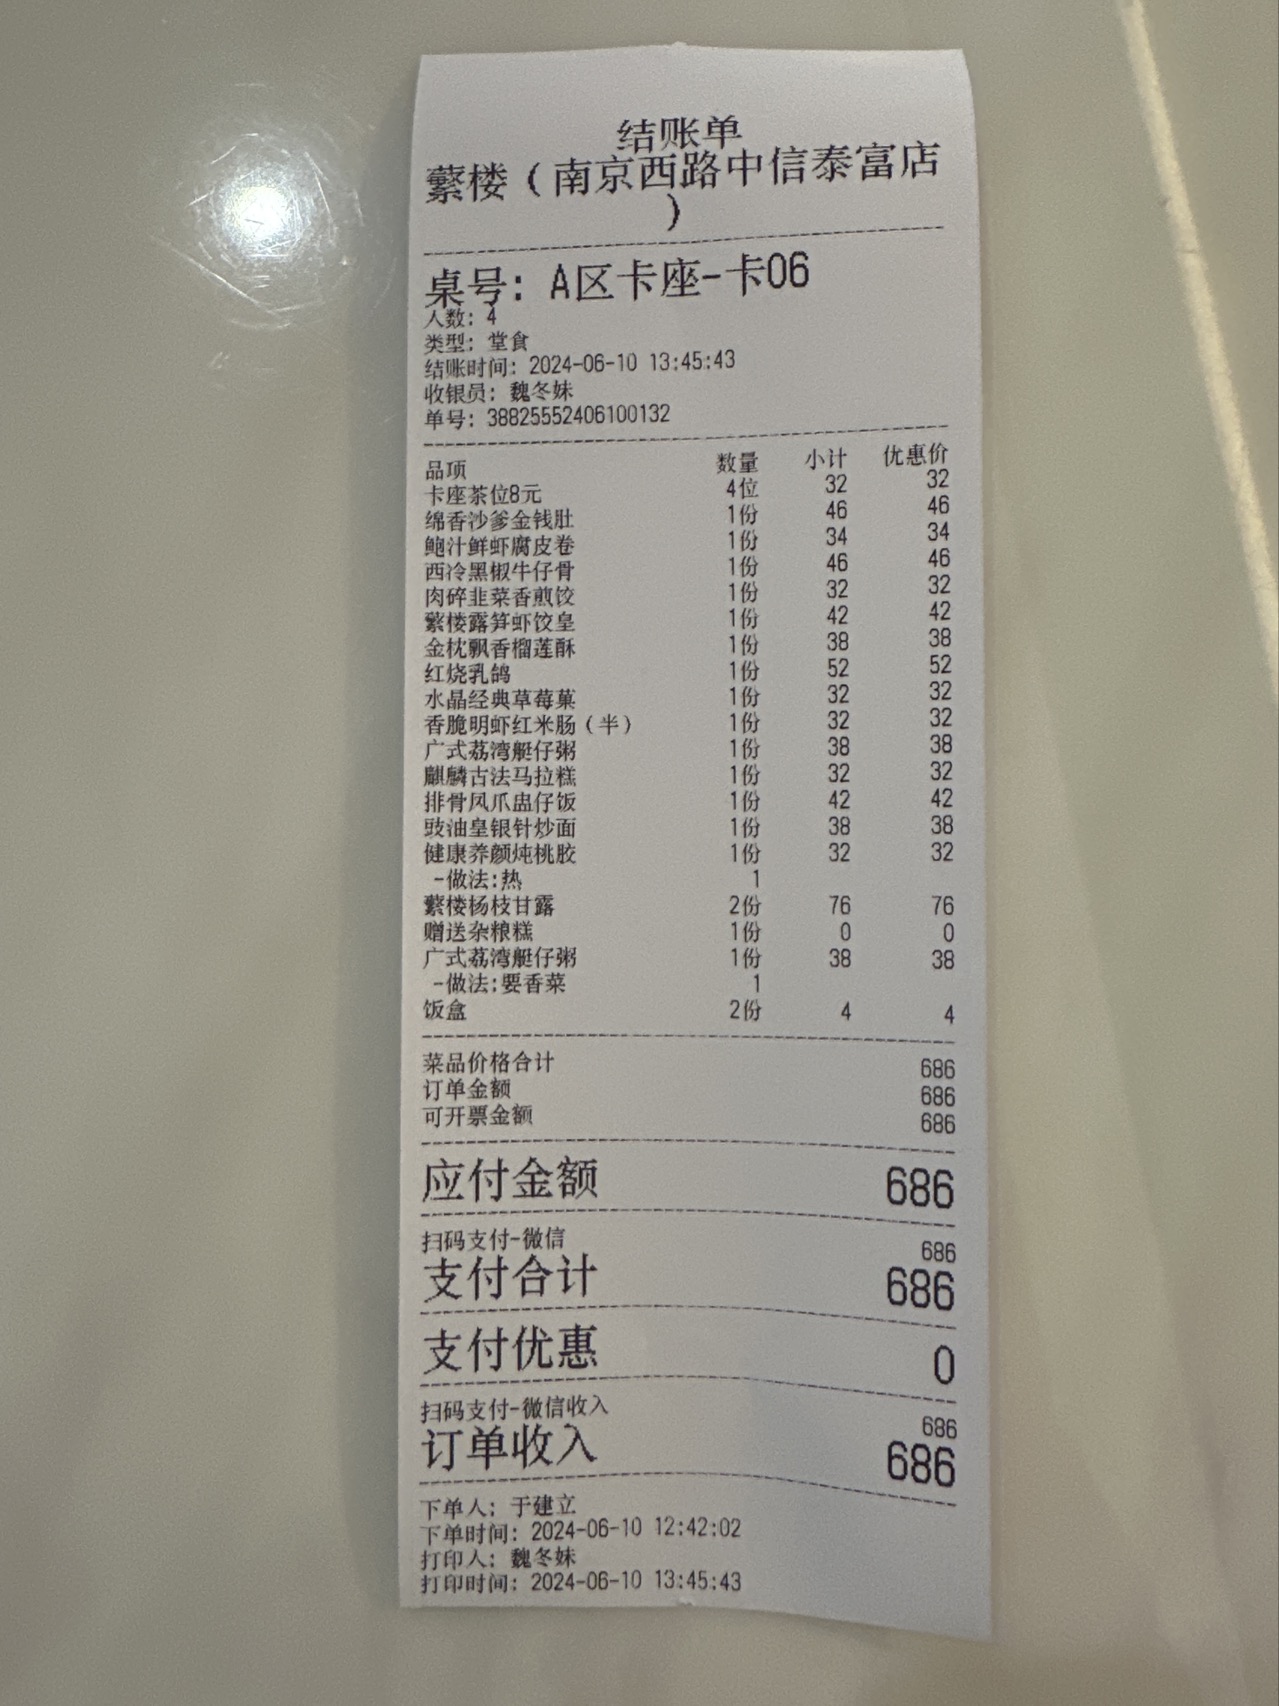 结账单
蘩楼（南京西路中信泰富店
）
桌号：A区卡座-卡06
人数：4
类型：堂食
结账时间：2024-06-10 13:45:43
收银员：魏冬妹
单号：38825552406100132
品项 数量 小计 优惠价
卡座茶位8元 4位 32 32
绵香沙爹金钱肚 1份 46 46
鲍汁鲜虾腐皮卷 1份 34 34
西冷黑椒牛仔骨 1份 46 46
肉碎韭菜香煎饺 1份 32 32
蘩楼露笋虾饺皇 1份 42 42
金枕飘香榴莲酥 1份 38 38
红烧乳鸽 1份 52 52
水晶经典草莓菓 1份 32 32
香脆明虾红米肠（半） 1份 32 32
广式荔湾艇仔粥 1份 38 38
麒麟古法马拉糕 1份 32 32
排骨凤爪盅仔饭 1份 42 42
豉油皇银针炒面 1份 38 38
健康养颜炖桃胶 1份 32 32
-做法:热 1
蘩楼杨枝甘露 2份 76 76
赠送杂粮糕 1份 0 0
广式荔湾艇仔粥 1份 38 38
-做法:要香菜 1
饭盒 2份 4 4
菜品价格合计 686
订单金额 686
可开票金额 686
应付金额 686
扫码支付-微信 686
支付合计 686
支付优惠 0
扫码支付-微信收入 686
订单收入 686
下单人：于建立
下单时间：2024-06-10 12:42:02
打印人：魏冬妹
打印时间：2024-06-10 13:45:43